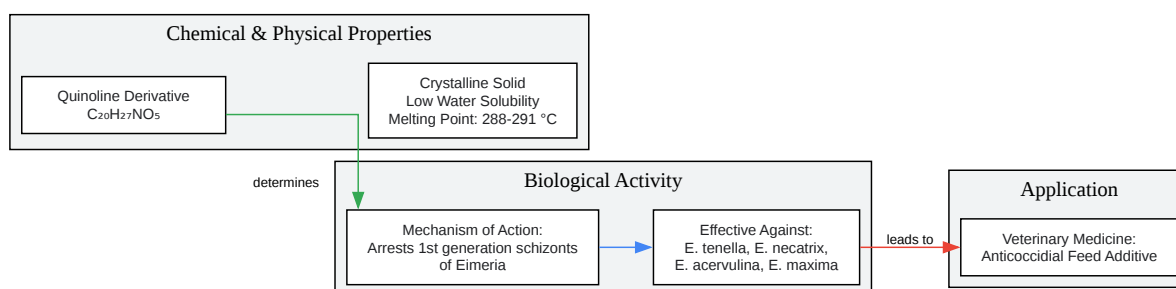 Chemical & Physical Properties
Quinoline Derivative
C₂₀H₂₇NO₅
Crystalline Solid
Low Water Solubility
Melting Point: 288-291 °C
determines
Biological Activity
Mechanism of Action:
Arrests 1st generation schizonts
of Eimeria
Effective Against:
E. tenella, E. necatrix,
E. acervulina, E. maxima
leads to
Application
Veterinary Medicine:
Anticoccidial Feed Additive